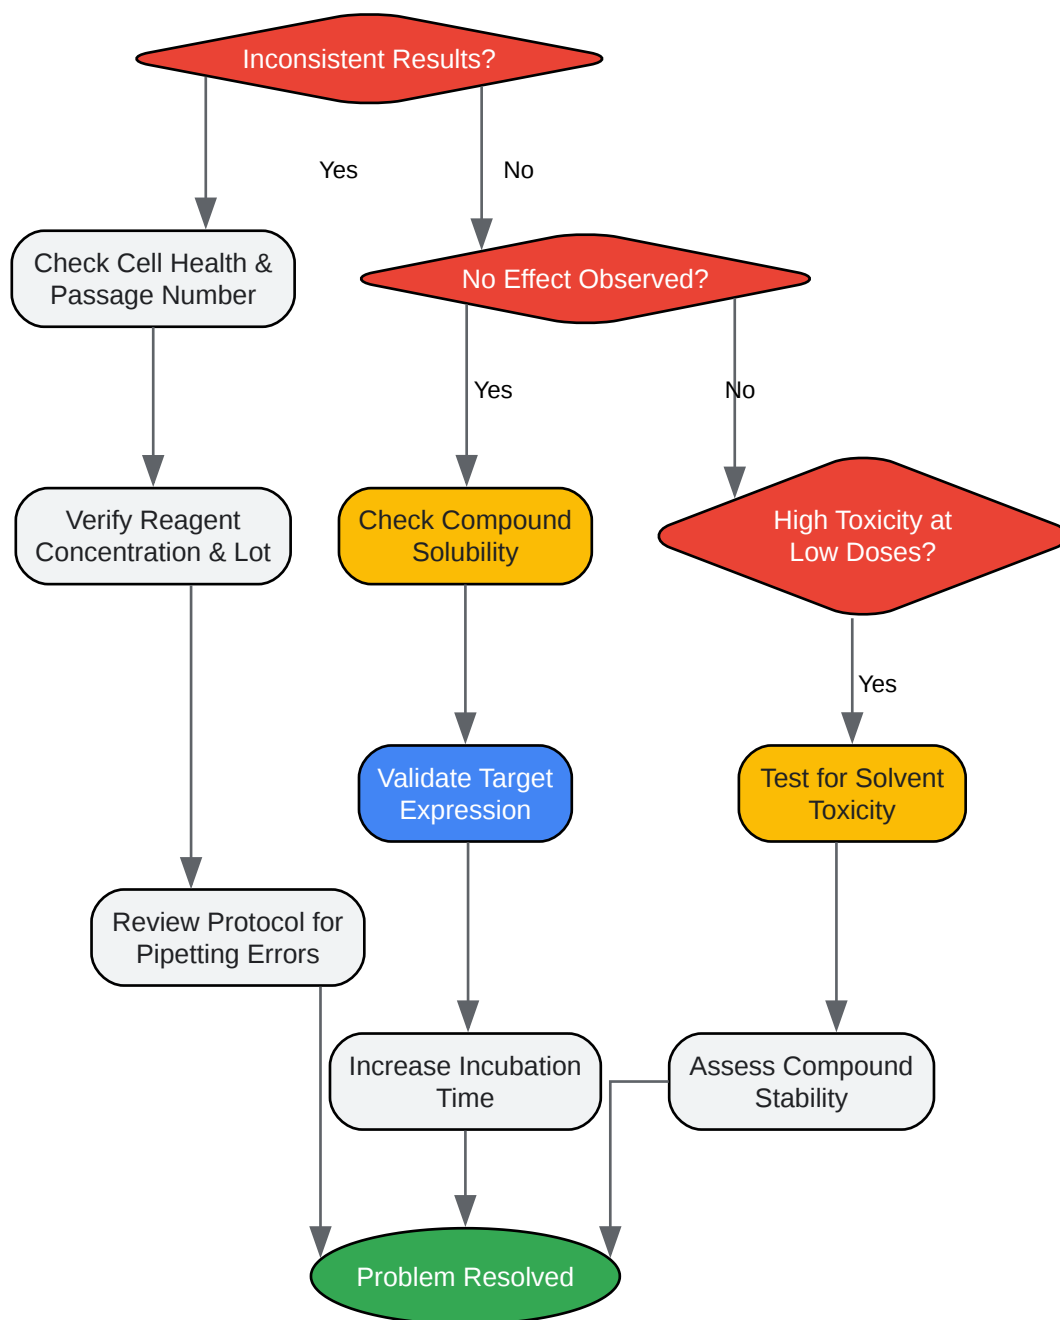 Inconsistent Results?
Yes
No
Check Cell Health &
Passage Number
No Effect Observed?
Yes
No
Verify Reagent
Concentration & Lot
Check Compound
Solubility
High Toxicity at
Low Doses?
Yes
Validate Target
Expression
Test for Solvent
Toxicity
Review Protocol for
Pipetting Errors
Increase Incubation
Time
Assess Compound
Stability
Problem Resolved